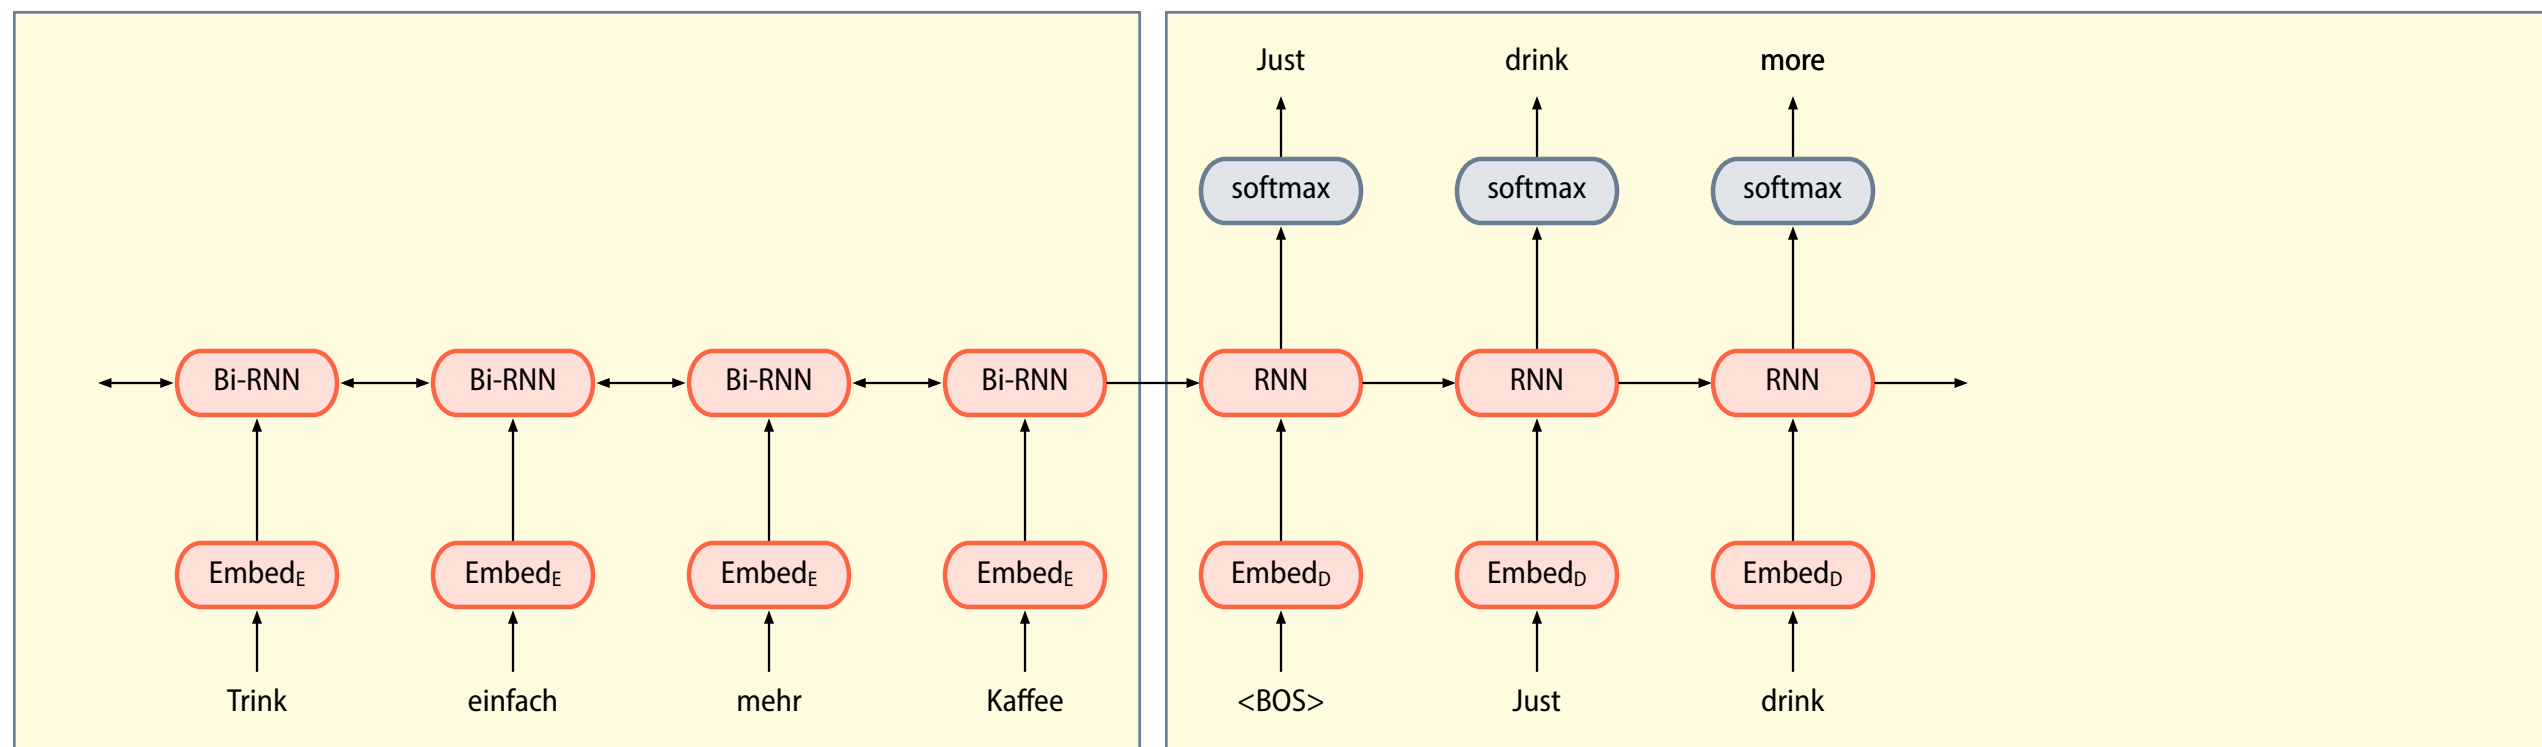 Just drink more
softmax softmax softmax
Bi-RNN Bi-RNN Bi-RNN Bi-RNN RNN RNN RNN
EmbedE EmbedE EmbedE EmbedE EmbedD EmbedD EmbedD
Trink einfach mehr Kaffee <BOS> Just drink